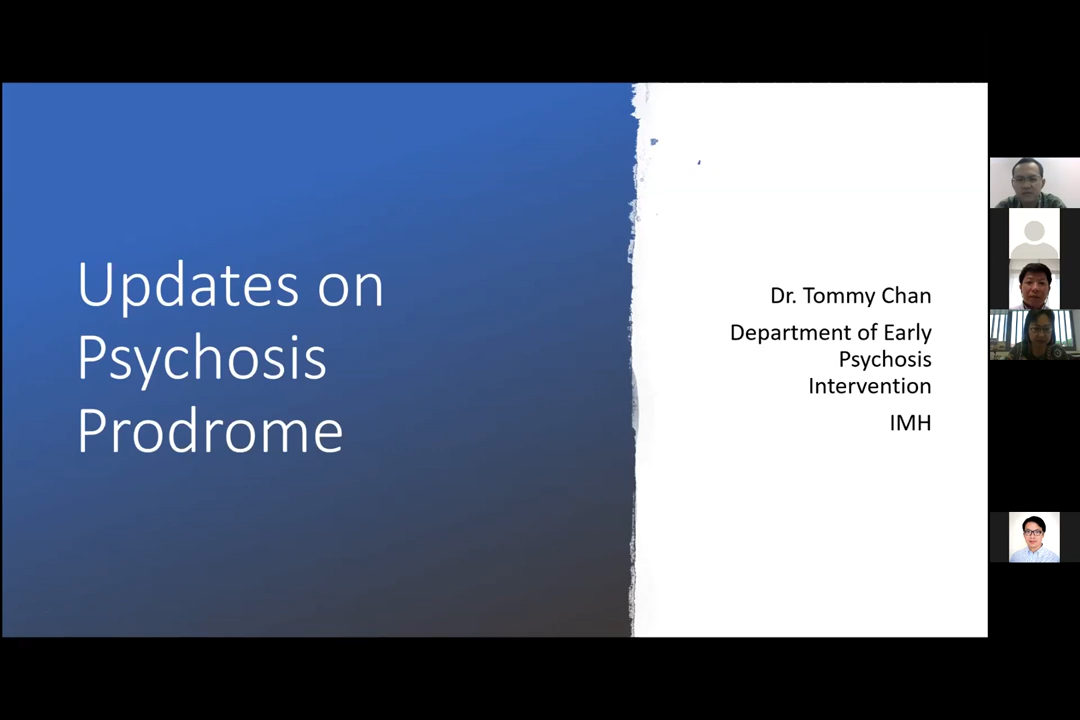 Updates on
Psychosis
Prodrome
Dr. Tommy Chan
Department of Early
Psychosis
Intervention
IMH